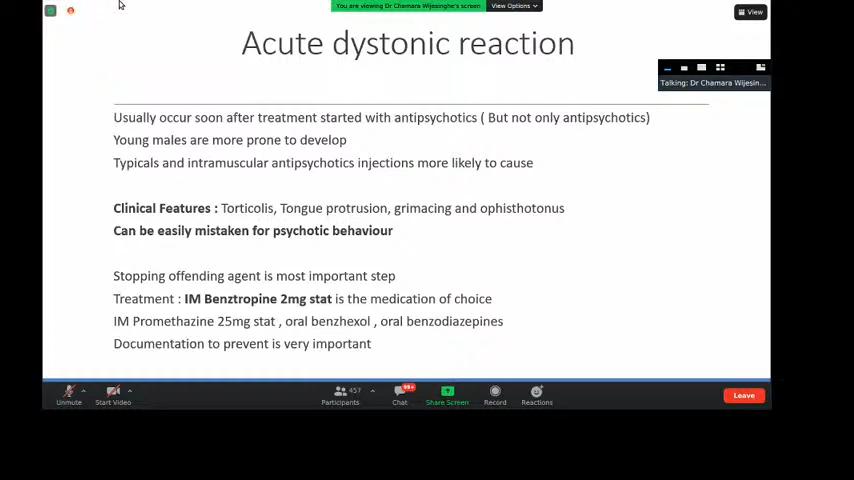 You are viewing Dr Chamara Wijesinghe's screen
View Options
View
Acute dystonic reaction
Talking: Dr Chamara Wijesin...
Usually occur soon after treatment started with antipsychotics ( But not only antipsychotics)
Young males are more prone to develop
Typicals and intramuscular antipsychotics injections more likely to cause
Clinical Features : Torticolis, Tongue protrusion, grimacing and ophisthotonus
Can be easily mistaken for psychotic behaviour
Stopping offending agent is most important step
Treatment : IM Benztropine 2mg stat is the medication of choice
IM Promethazine 25mg stat , oral benzhexol , oral benzodiazepines
Documentation to prevent is very important
457
99+
Unmute
Start Video
Participants
Chat
Share Screen
Record
Reactions
Leave